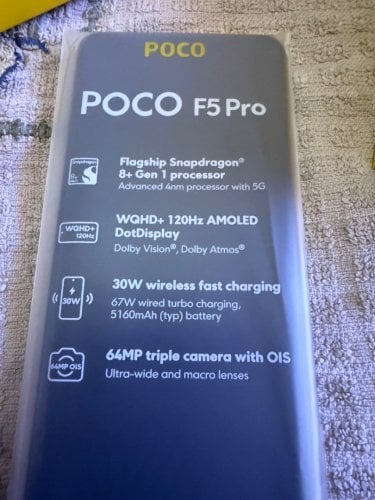 POCO
POCO F5 Pro
Snapdragon
Flagship Snapdragon®
8+ Gen 1 processor
Advanced 4nm processor with 5G
WQHD+
120Hz
WQHD+ 120Hz AMOLED
DotDisplay
Dolby Vision®, Dolby Atmos®
30W
30W wireless fast charging
67W wired turbo charging,
5160mAh (typ) battery
64MP OIS
64MP triple camera with OIS
Ultra-wide and macro lenses